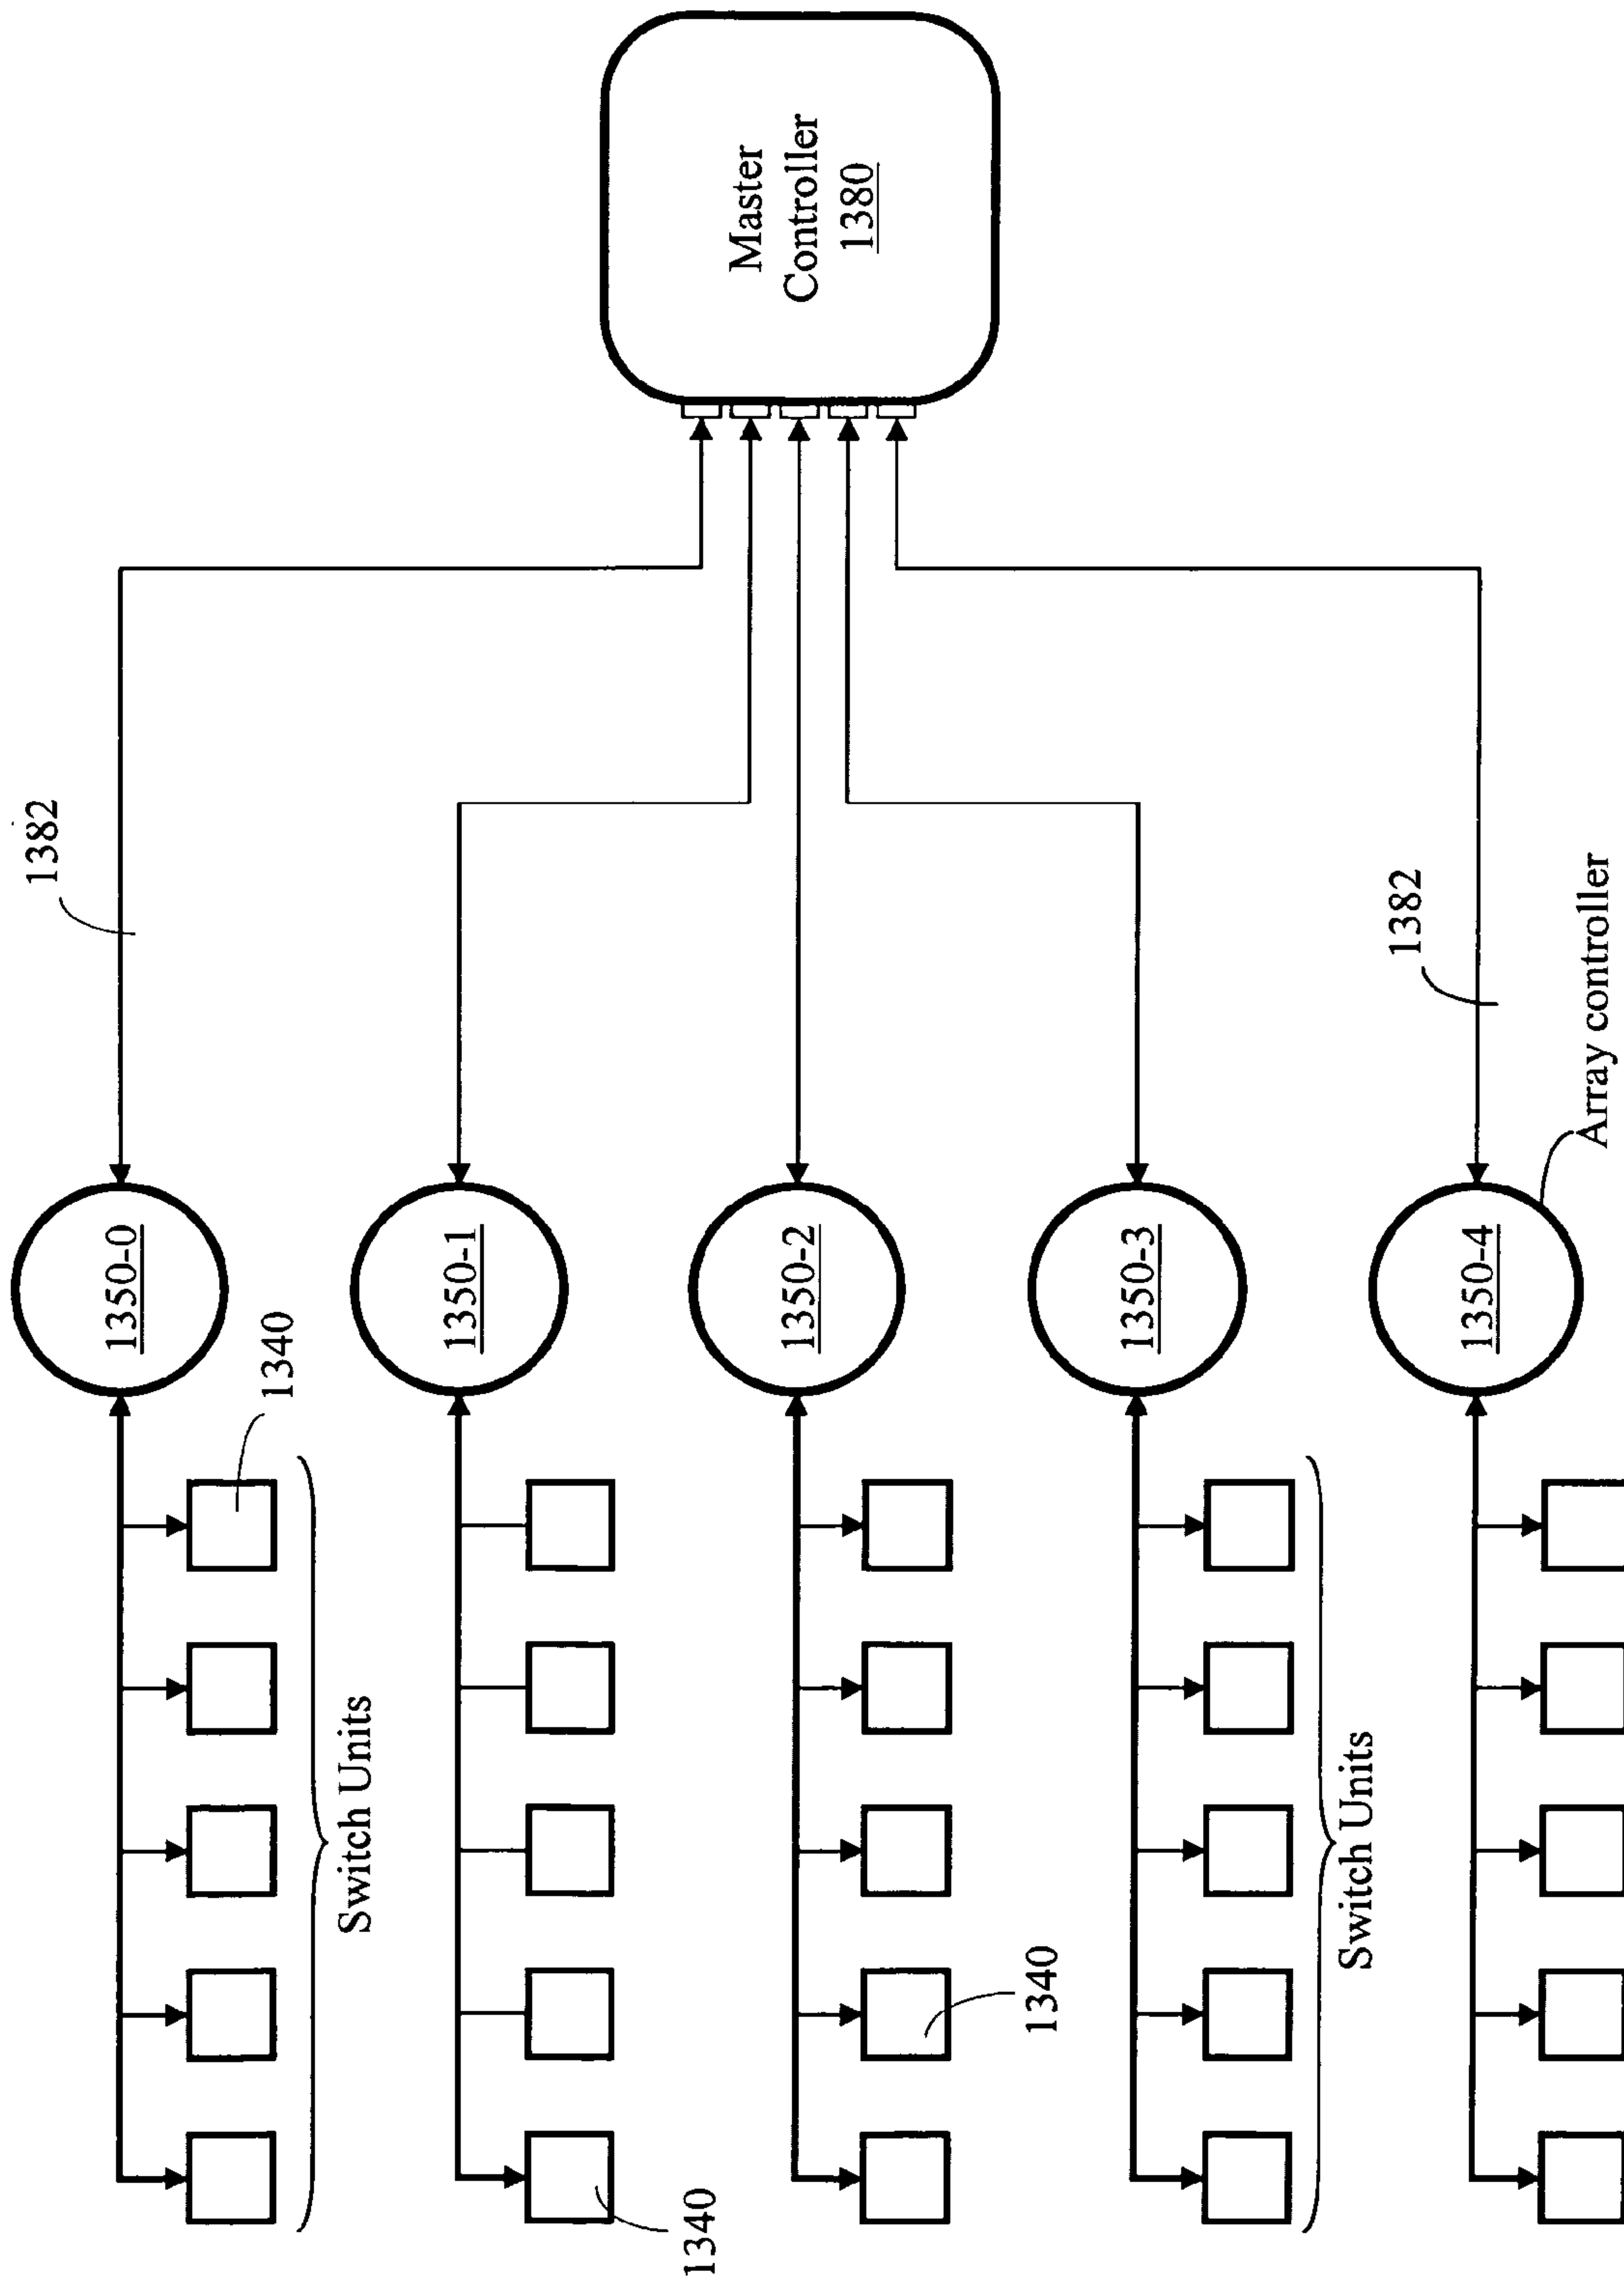 Master
Controller
1380
1382
1382
Array controller
1350-0
1350-1
1350-2
1350-3
1350-4
1340
Switch Units
1340
1340
Switch Units